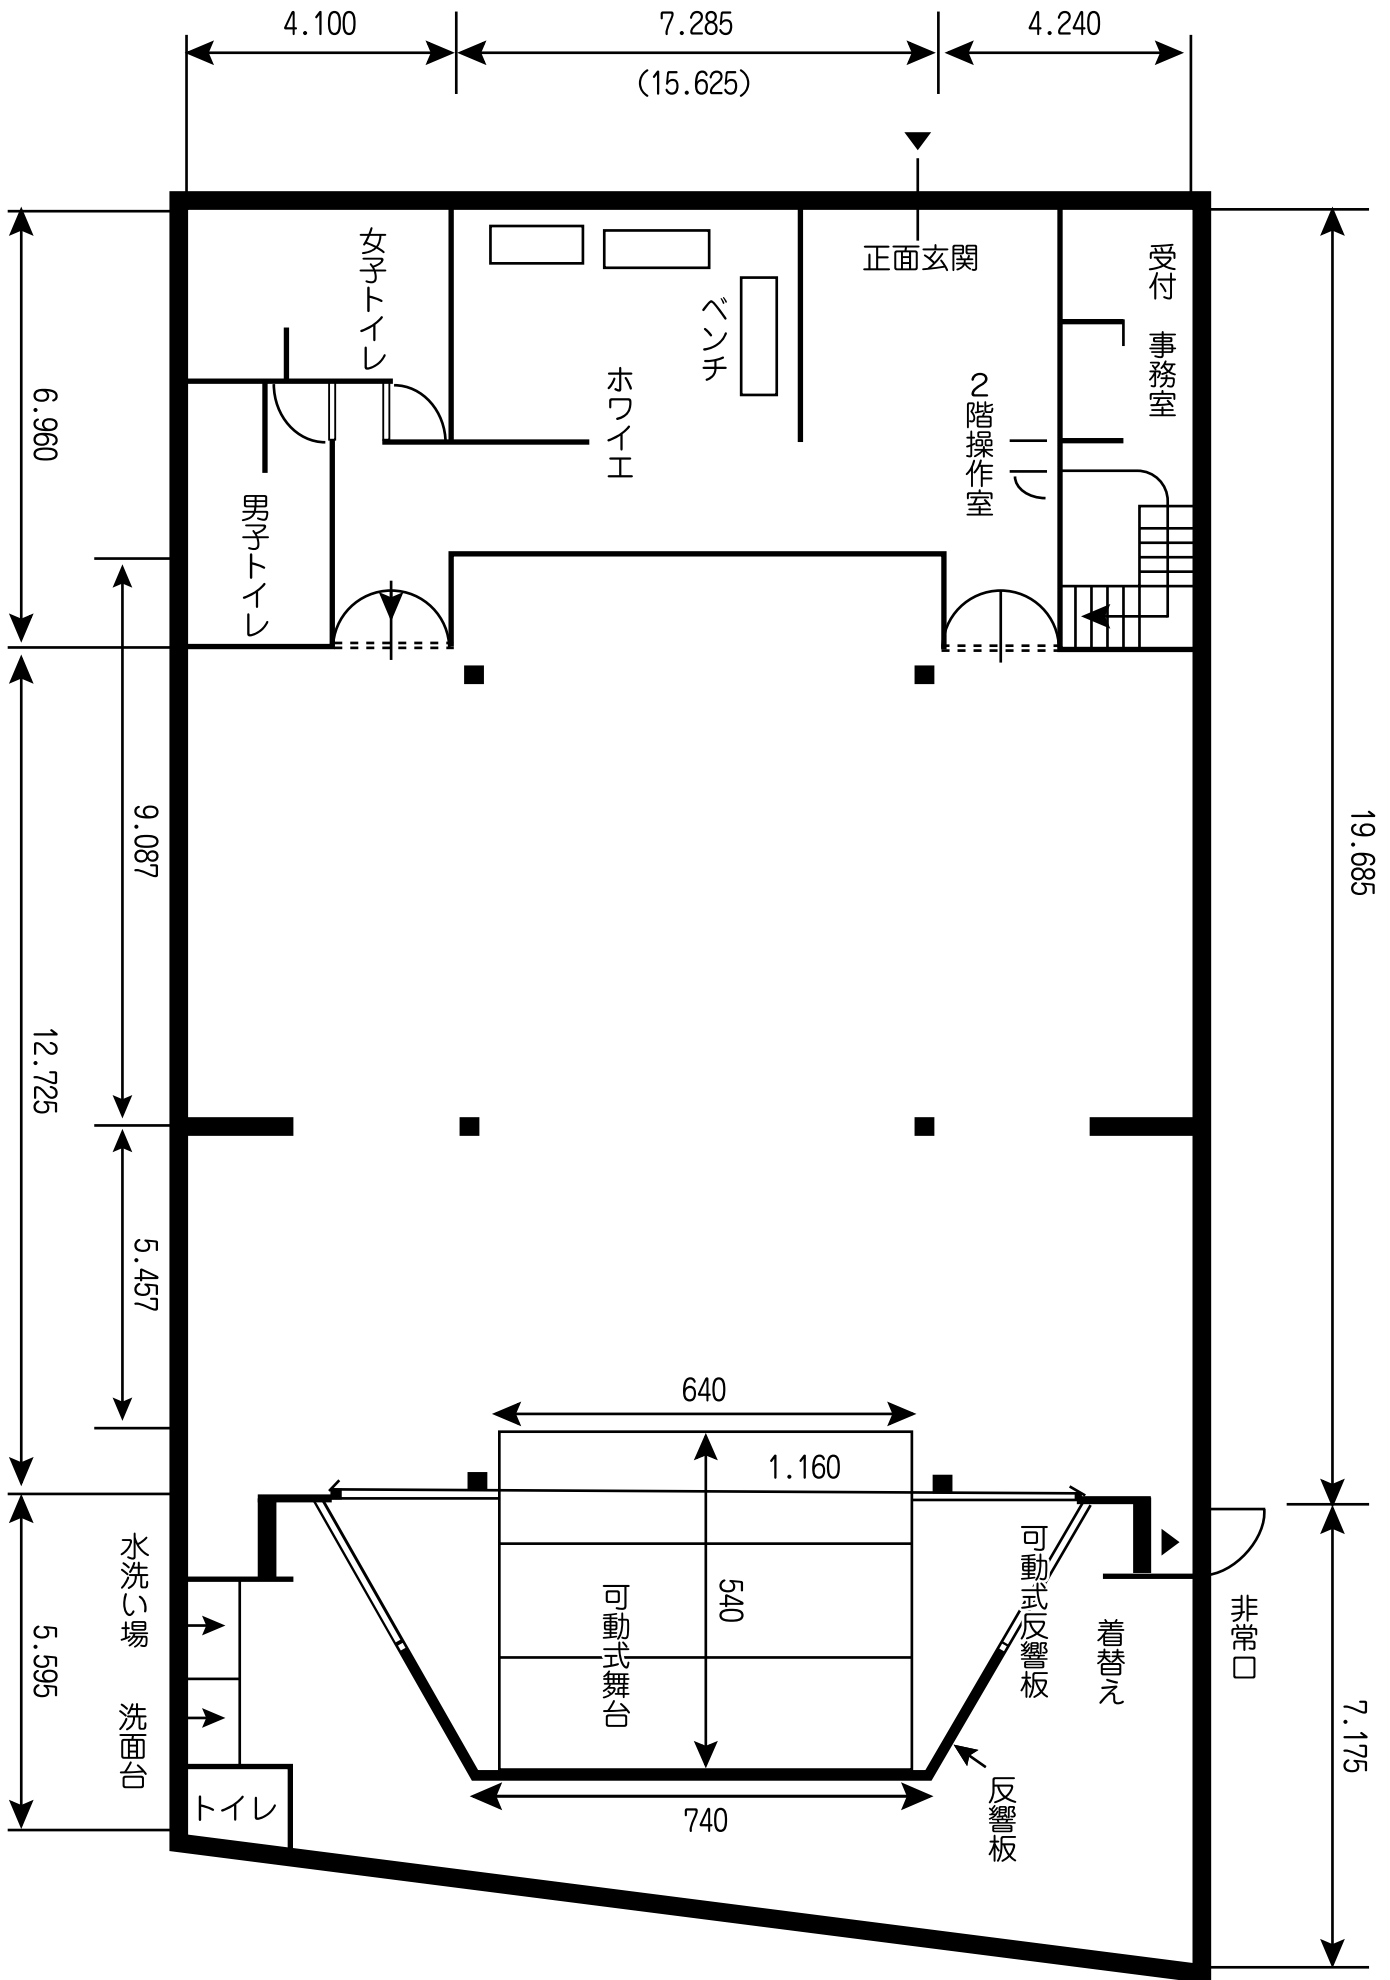 4.100
7.285
4.240
(15.625)
女子トイレ
ベンチ
ホワイエ
正面玄関
受付　事務室
2階操作室
男子トイレ
6.960
9.087
12.725
5.457
5.595
19.685
7.175
640
1.160
540
可動式舞台
740
可動式反響板
反響板
着替え
非常口
水洗い場　洗面台
トイレ